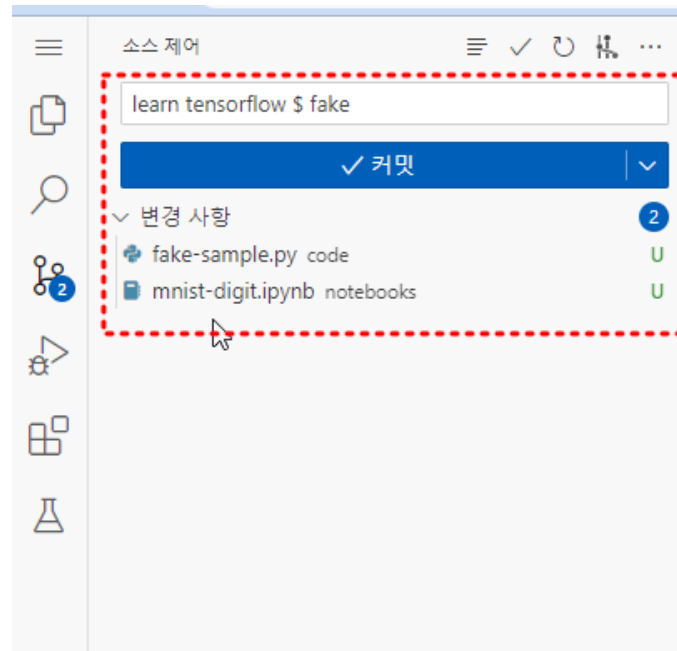 소스 제어
learn tensorflow $ fake
커밋
변경 사항 2
fake-sample.py code U
2
mnist-digit.ipynb notebooks U